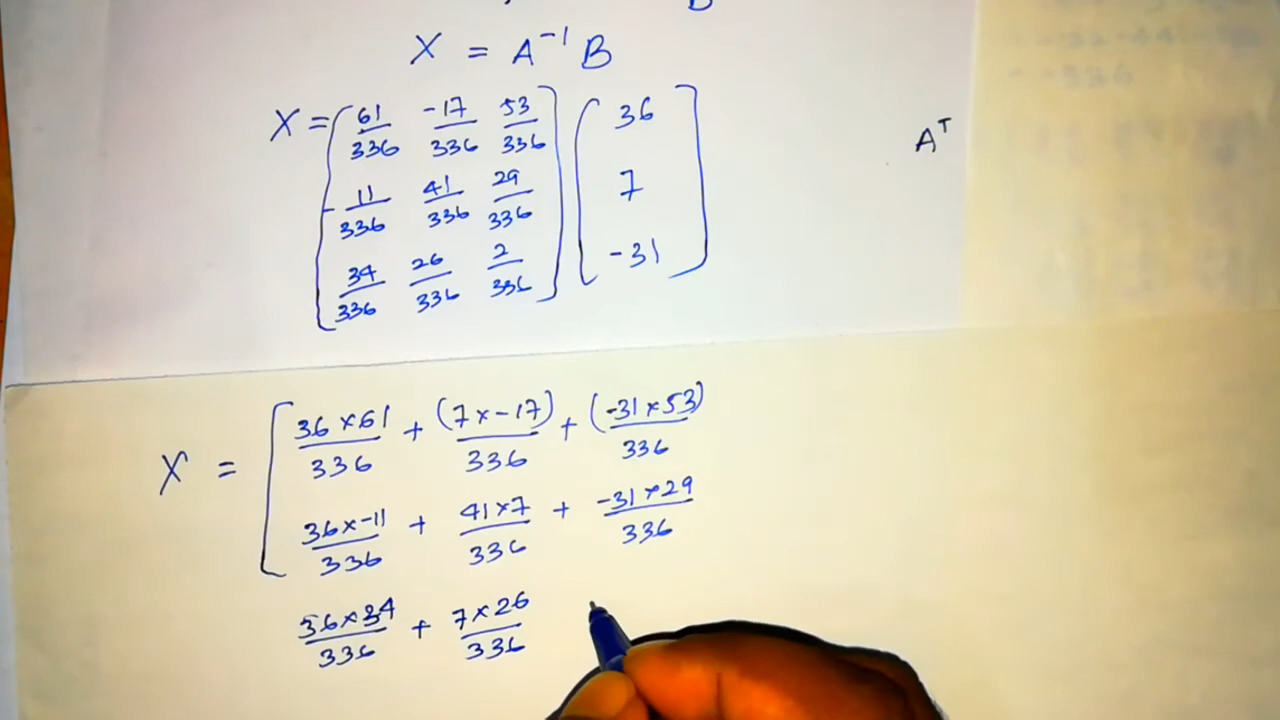 B
X = A⁻¹ B
X = [ 61/336 -17/336 53/336 ] [ 36 ]
-11/336 41/336 29/336 7
34/336 26/336 2/336 -31
Aᵀ
X = [ 36×61/336 + (7×-17)/336 + (-31×53)/336
36×-11/336 + 41×7/336 + -31×29/336
36×34/336 + 7×26/336